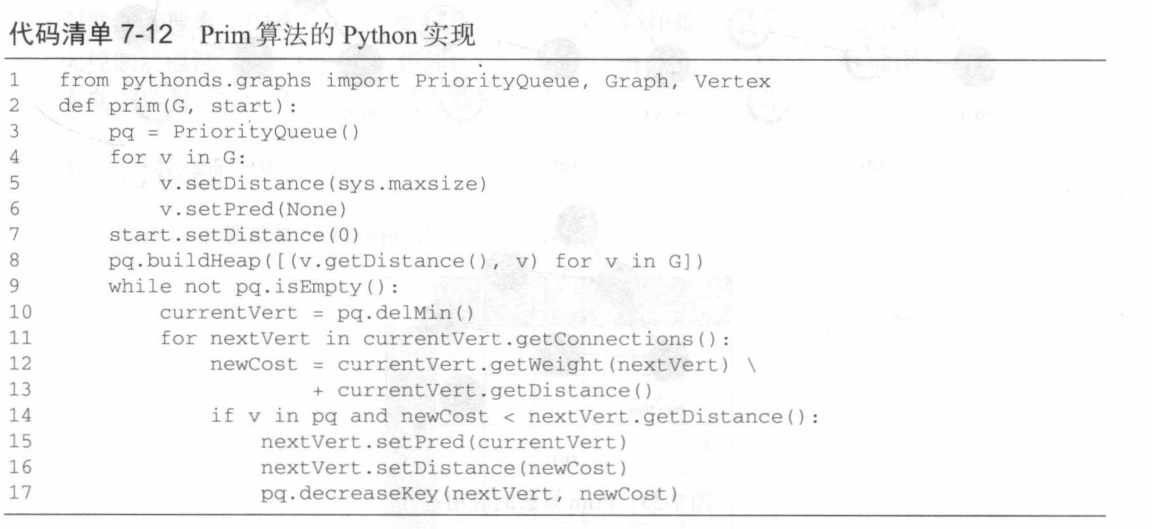 代码清单 7-12 Prim 算法的 Python 实现
1 from pythonds.graphs import PriorityQueue, Graph, Vertex
2 def prim(G, start):
3     pq = PriorityQueue()
4     for v in G:
5         v.setDistance(sys.maxsize)
6         v.setPred(None)
7     start.setDistance(0)
8     pq.buildHeap([(v.getDistance(), v) for v in G])
9     while not pq.isEmpty():
10         currentVert = pq.delMin()
11         for nextVert in currentVert.getConnections():
12             newCost = currentVert.getWeight(nextVert) \
13                     + currentVert.getDistance()
14             if v in pq and newCost < nextVert.getDistance():
15                 nextVert.setPred(currentVert)
16                 nextVert.setDistance(newCost)
17                 pq.decreaseKey(nextVert, newCost)